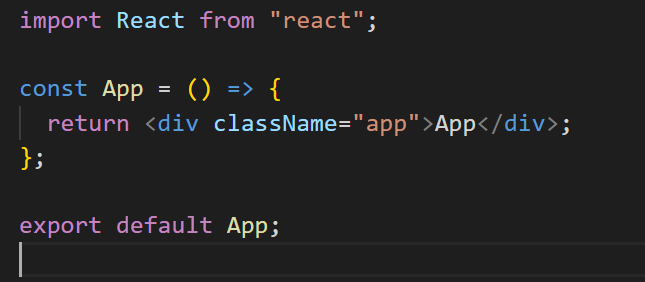 import React from "react";
const App = () => {
  return <div className="app">App</div>;
};
export default App;